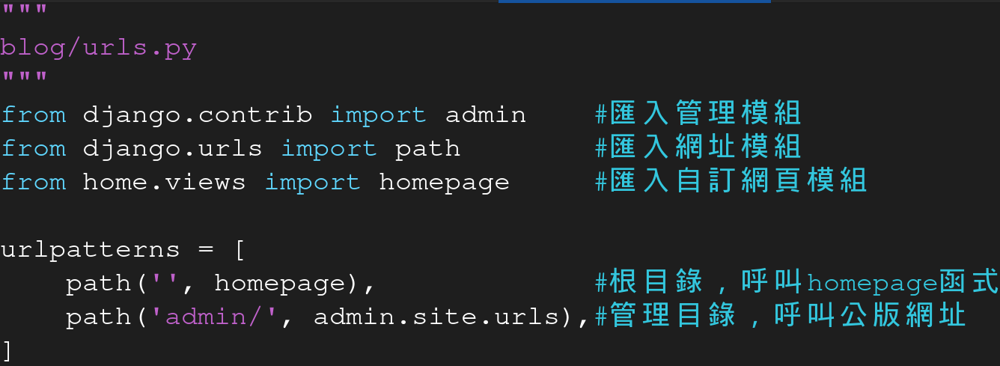 """
blog/urls.py
"""
from django.contrib import admin    #匯入管理模組
from django.urls import path        #匯入網址模組
from home.views import homepage     #匯入自訂網頁模組

urlpatterns = [
    path('', homepage),             #根目錄，呼叫homepage函式
    path('admin/', admin.site.urls),#管理目錄，呼叫公版網址
]